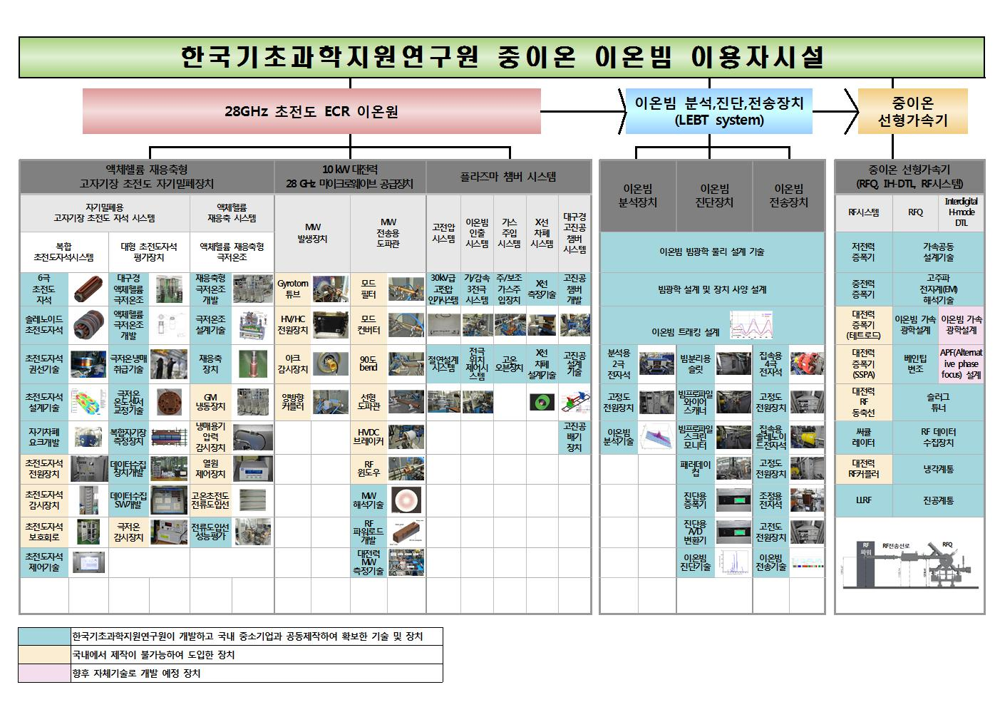 한국기초과학지원연구원 중이온 이온빔 이용자시설
28GHz 초전도 ECR 이온원
이온빔 분석,진단,전송장치
(LEBT system)
중이온
선형가속기
액체헬륨 재응축형
고자기장 초전도 자기밀폐장치
10 kW 대전력
28 GHz 마이크로웨이브 공급장치
플라즈마 챔버 시스템
이온빔
분석장치
이온빔
진단장치
이온빔
전송장치
중이온 선형가속기
(RFQ, IH-DTL, RF시스템)
자기밀폐용
고자기장 초전도 자석 시스템
액체헬륨
재응축 시스템
MW
발생장치
MW
전송용
도파관
고전압
시스템
이온빔
인출
시스템
가스
주입
시스템
X선
차폐
시스템
대구경
고진공
챔버
시스템
RF시스템
RFQ
Interdigital
H-mode
DTL
복합
초전도자석시스템
대형 초전도자석
평가장치
액체헬륨 재응축형
극저온조
이온빔 빔광학 물리 설계 기술
저전력
증폭기
가속공동
설계기술
6극
초전도
자석
대구경
액체헬륨
극저온조
재응축형
극저온조
개발
Gyrotorn
튜브
모드
필터
30kV급
고전압
인가시스템
가/감속
3전극
시스템
주/보조
가스주
입장치
X선
측정기술
고진공
챔버
개발
빔광학 설계 및 장치 사양 설계
중전력
증폭기
고주파
전자계(EM)
해석기술
솔레노이드
초전도자석
액체헬륨
극저온조
개발
극저온조
설계기술
HV/HC
전원장치
모드
컨버터
이온빔 트래킹 설계
대전력
증폭기
(테트로드)
이온빔 가속
광학설계
이온빔 가속
광학설계
초전도자석
권선기술
극저온냉매
취급기술
재응축
장치
아크
감시장치
90도
bend
절연설계
시스템
전극
위치
제어시
스템
고온
오븐장치
X선
차폐
설계기술
고진공
설계
기술
분석용
2극
전자석
빔분리용
슬릿
집속용
4극
전자석
대전력
증폭기
(SSPA)
베인팁
변조
APF(Alternat
ive phase
focus) 설계
초전도자석
설계기술
극저온
온도센서
교정기술
GM
냉동장치
양방향
커플러
선형
도파관
고정도
전원장치
빔프로파일
와이어
스캐너
고정도
전원장치
대전력
RF
동축선
슬러그
튜너
자기차폐
요크개발
복합자기장
측정장치
냉매용기
압력
감시장치
HVDC
브레이커
고진공
배기
장치
이온빔
분석기술
빔프로파일
스크린
모니터
집속용
솔레노이
드전자석
써큘
레이터
RF 데이터
수집장치
초전도자석
전원장치
데이터수집
장치개발
열원
제어장치
RF
윈도우
패러데이
컵
고정도
전원장치
대전력
RF커플러
냉각계통
초전도자석
감시장치
데이터수집
SW개발
고온초전도
전류도입선
MW
해석기술
진단용
증폭기
조정용
전자석
LLRF
진공계통
초전도자석
보호회로
극저온
감시장치
전류도입선
성능평가
RF
파워로드
개발
진단용
A/D
변환기
고정도
전원장치
초전도자석
제어기술
대전력
MW
측정기술
이온빔
진단기술
이온빔
전송기술
RF
파워
RF전송선로
RFQ
한국기초과학지원연구원이 개발하고 국내 중소기업과 공동제작하여 확보한 기술 및 장치
국내에서 제작이 불가능하여 도입한 장치
향후 자체기술로 개발 예정 장치